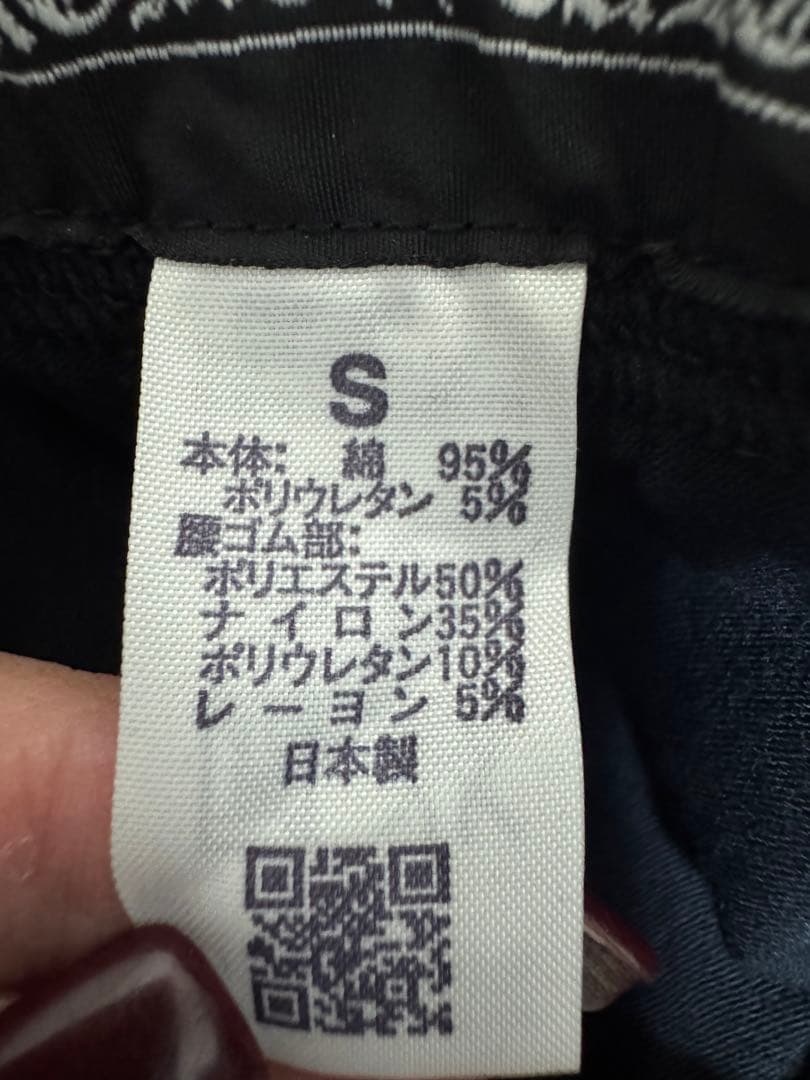 S
本体: 綿 95%
ポリウレタン 5%
腰ゴム部:
ポリエステル50%
ナイロン35%
ポリウレタン10%
レーヨン 5%
日本製